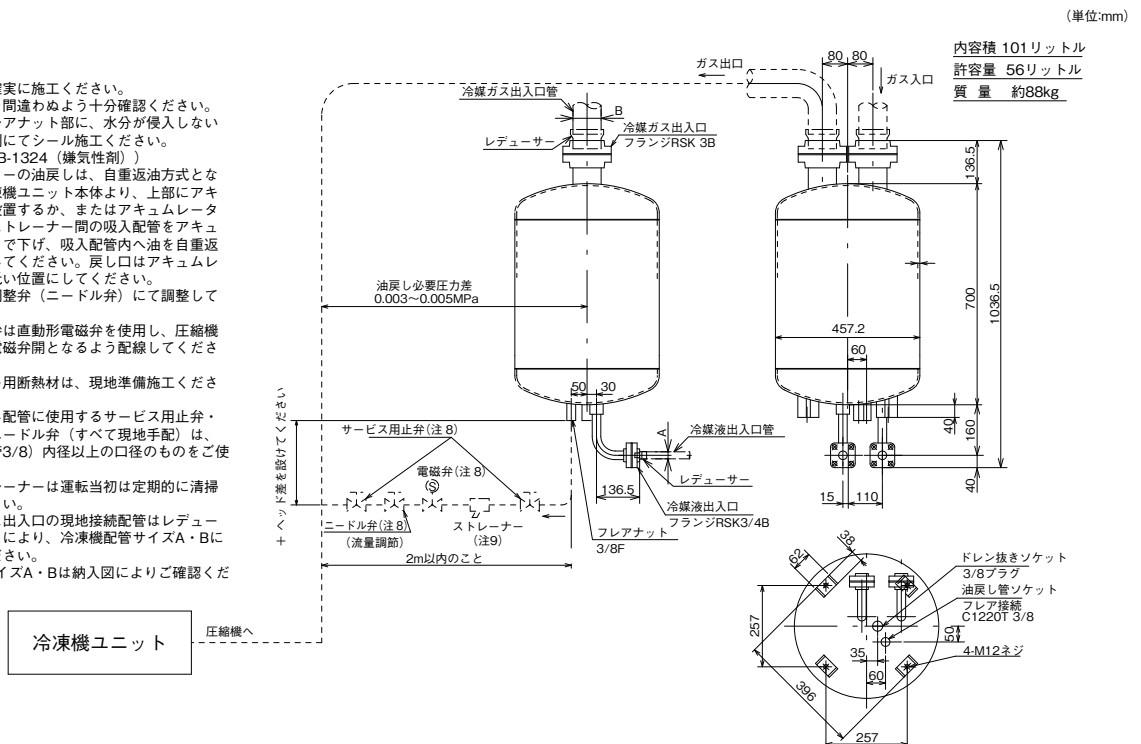 (単位:mm)
内容積 101リットル
許容量 56リットル
質 量 約88kg
実に施工ください。
間違わぬよう十分確認ください。
アナット部に、水分が侵入しない
にてシール施工ください。
B-1324（嫌気性剤））
ーの油戻しは、自重返油方式とな
凍機ユニット本体より、上部にアキ
置するか、またはアキュムレータ
トレーナー間の吸入配管をアキュ
で下げ、吸入配管内へ油を自重返
てください。戻し口はアキュムレ
い位置にしてください。
整弁（ニードル弁）にて調整して
は直動形電磁弁を使用し、圧縮機
磁弁開となるよう配線してくださ
用断熱材は、現地準備施工くださ
配管に使用するサービス用止弁・
ードル弁（すべて現地手配）は、
3/8）内径以上の口径のものをご使
ーナーは運転当初は定期的に清掃
い。
出入口の現地接続配管はレデュー
により、冷凍機配管サイズA・Bに
ださい。
イズA・Bは納入図によりご確認くだ
冷凍機ユニット
圧縮機へ
ガス出口
ガス入口
80
80
冷媒ガス出入口管
B
レデューサー
冷媒ガス出入口
フランジRSK 3B
136.5
700
1036.5
油戻し必要圧力差
0.003〜0.005MPa
457.2
60
50
30
40
160
40
15
110
＋ヘッド差を設けてください
サービス用止弁(注8)
電磁弁(注8)
S
ニードル弁(注8)
(流量調節)
ストレーナー
(注9)
2m以内のこと
A
冷媒液出入口管
レデューサー
136.5
冷媒液出入口
フランジRSK3/4B
フレアナット
3/8F
38
62
257
396
257
35
60
50
ドレン抜きソケット
3/8プラグ
油戻し管ソケット
フレア接続
C1220T 3/8
4-M12ネジ